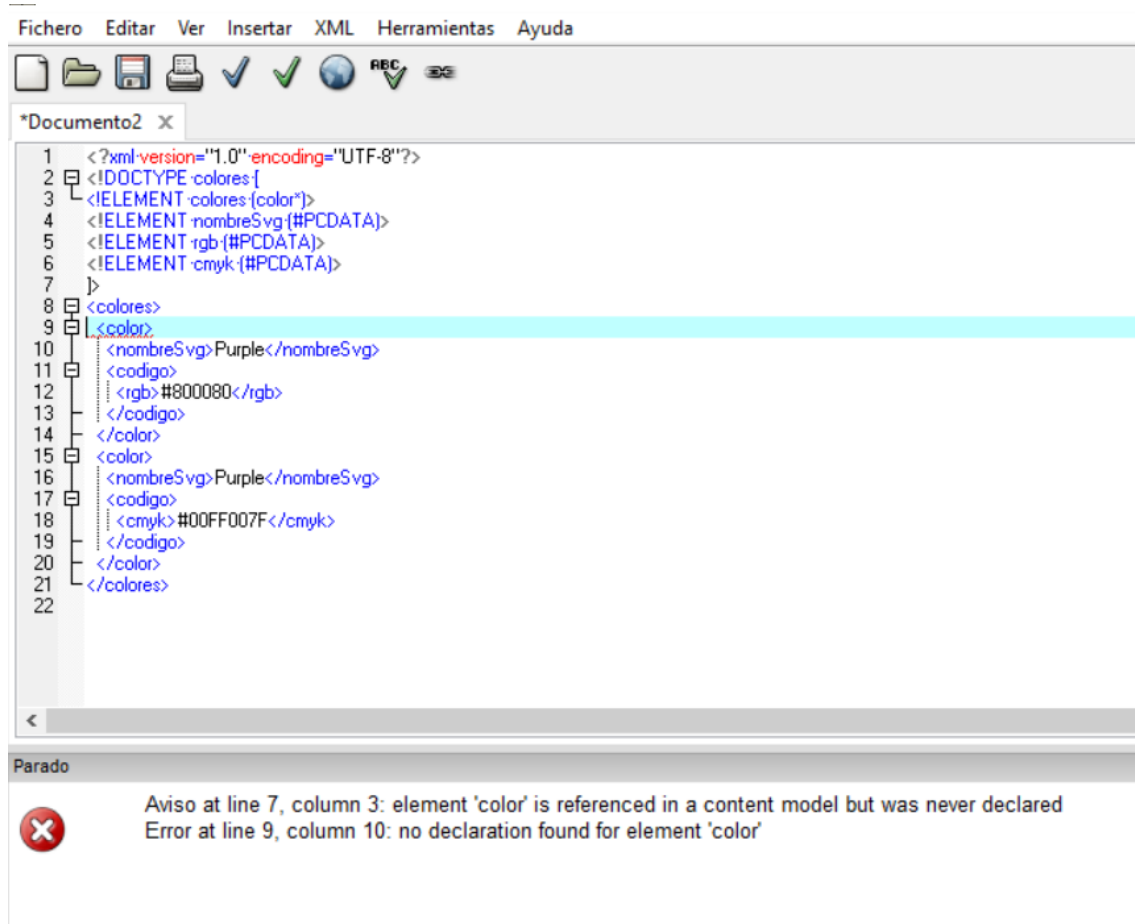 Fichero Editar Ver Insertar XML Herramientas Ayuda
ABC
*Documento2 X
1 <?xml version="1.0" encoding="UTF-8"?>
2 <!DOCTYPE colores [
3 <!ELEMENT colores (color*)>
4 <!ELEMENT nombreSvg (#PCDATA)>
5 <!ELEMENT rgb (#PCDATA)>
6 <!ELEMENT cmyk (#PCDATA)>
7 ]>
8 <colores>
9 <color>
10 <nombreSvg>Purple</nombreSvg>
11 <codigo>
12 <rgb>#800080</rgb>
13 </codigo>
14 </color>
15 <color>
16 <nombreSvg>Purple</nombreSvg>
17 <codigo>
18 <cmyk>#00FF007F</cmyk>
19 </codigo>
20 </color>
21 </colores>
22
Parado
Aviso at line 7, column 3: element 'color' is referenced in a content model but was never declared
Error at line 9, column 10: no declaration found for element 'color'